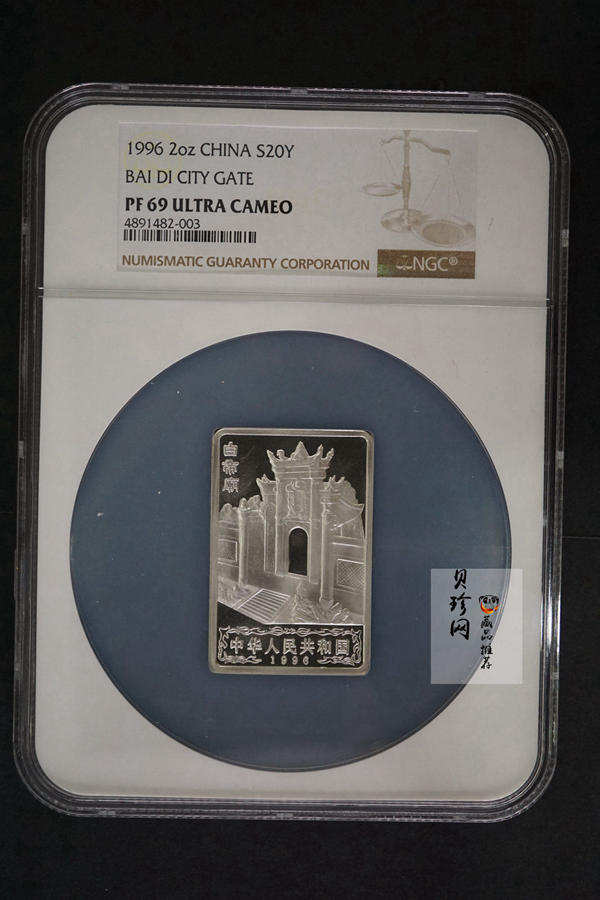 1996 2oz CHINA S20Y
BAI DI CITY GATE
PF 69 ULTRA CAMEO
4891482-003
NUMISMATIC GUARANTY CORPORATION
NGC®
白帝廟
中华人民共和国
1996
贝珍网
藏品推荐